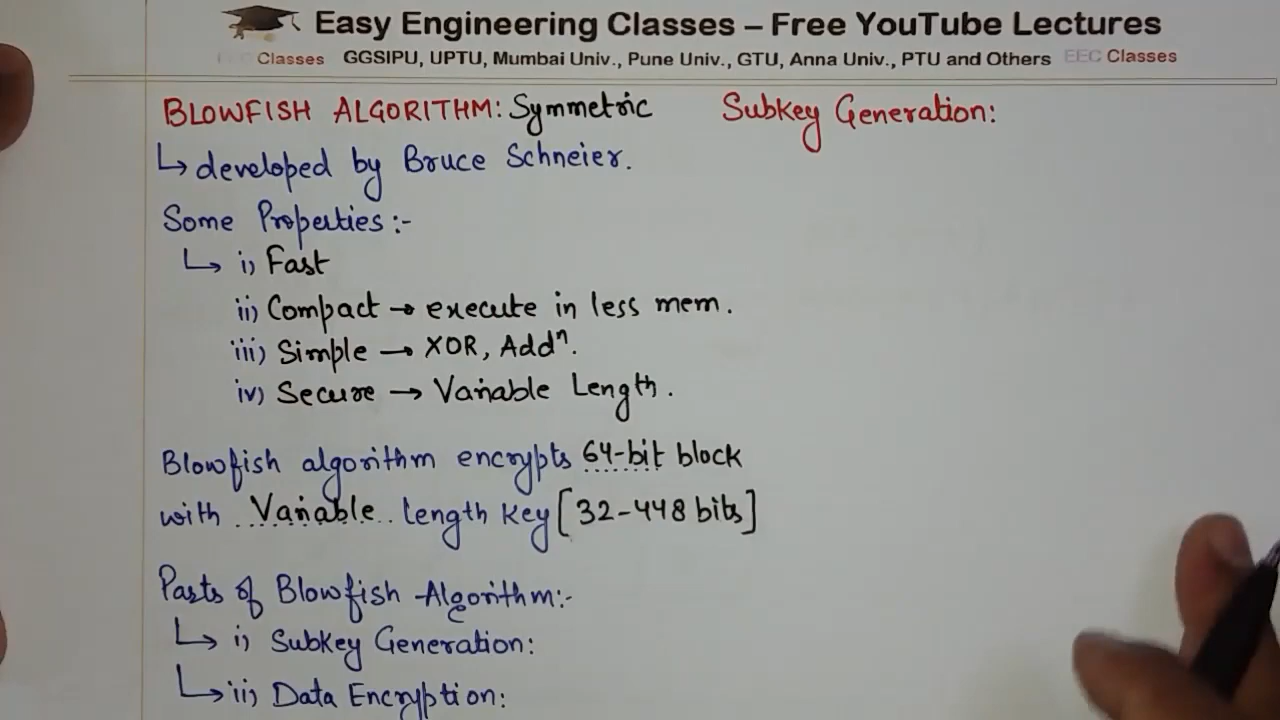 Easy Engineering Classes – Free YouTube Lectures
EEC Classes GGSIPU, UPTU, Mumbai Univ., Pune Univ., GTU, Anna Univ., PTU and Others EEC Classes
BLOWFISH ALGORITHM: Symmetric
↳ developed by Bruce Schneier.
Some Properties:-
↳ i) Fast
ii) Compact → execute in less mem.
iii) Simple → XOR, Addⁿ.
iv) Secure → Variable Length.
Blowfish algorithm encrypts 64-bit block
with Variable length key [32-448 bits]
Parts of Blowfish Algorithm:-
↳ i) Subkey Generation:
↳ ii) Data Encryption:
Subkey Generation: